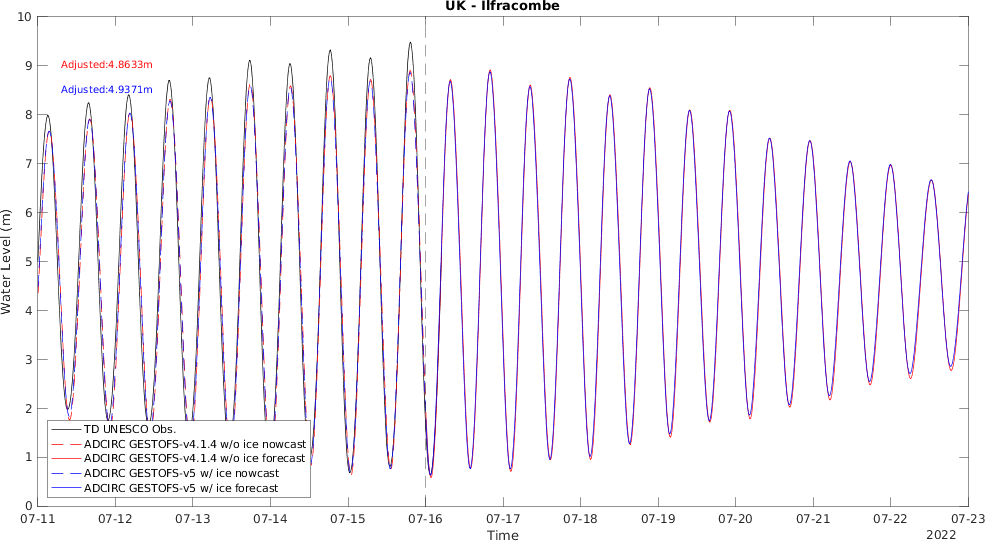 UK - Ilfracombe
Adjusted:4.8633m
Adjusted:4.9371m
Water Level (m)
10
9
8
7
6
5
4
3
2
1
0
TD UNESCO Obs.
ADCIRC GESTOFS-v4.1.4 w/o ice nowcast
ADCIRC GESTOFS-v4.1.4 w/o ice forecast
ADCIRC GESTOFS-v5 w/ ice nowcast
ADCIRC GESTOFS-v5 w/ ice forecast
07-11 07-12 07-13 07-14 07-15 07-16 07-17 07-18 07-19 07-20 07-21 07-22 07-23
Time
2022